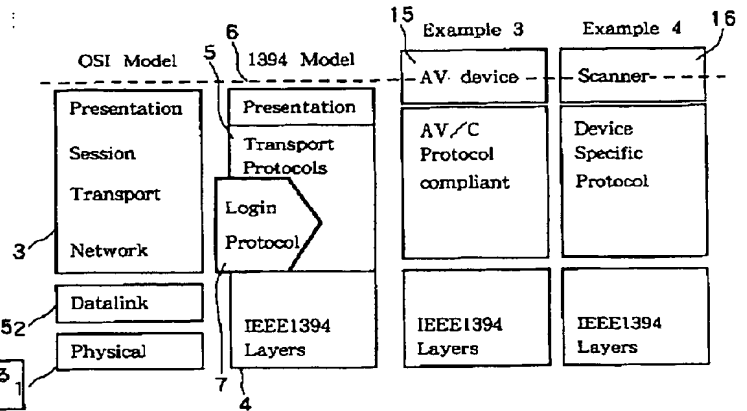 15
Example 3
Example 4
16
OSI Model
6
1394 Model
5
AV device
Scanner
Presentation
Session
Transport
Network
3
Presentation
Transport
Protocols
Login
Protocol
AV/C
Protocol
compliant
Device
Specific
Protocol
Datalink
52
Physical
3
1
IEEE1394
Layers
7
4
IEEE1394
Layers
IEEE1394
Layers